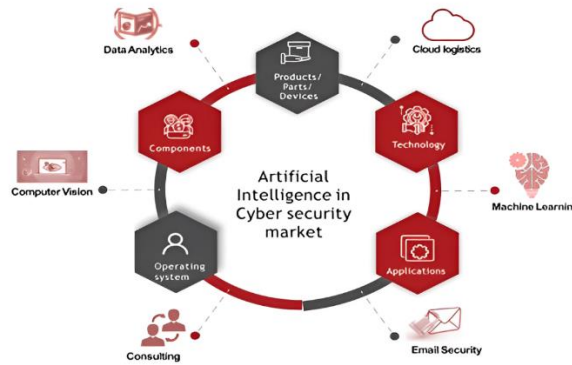 Data Analytics
Cloud logistics
Products/
Parts/
Devices
Components
Technology
Artificial
Intelligence in
Cyber security
market
Computer Vision
Machine Learnin
Operating
system
Applications
Consulting
Email Security